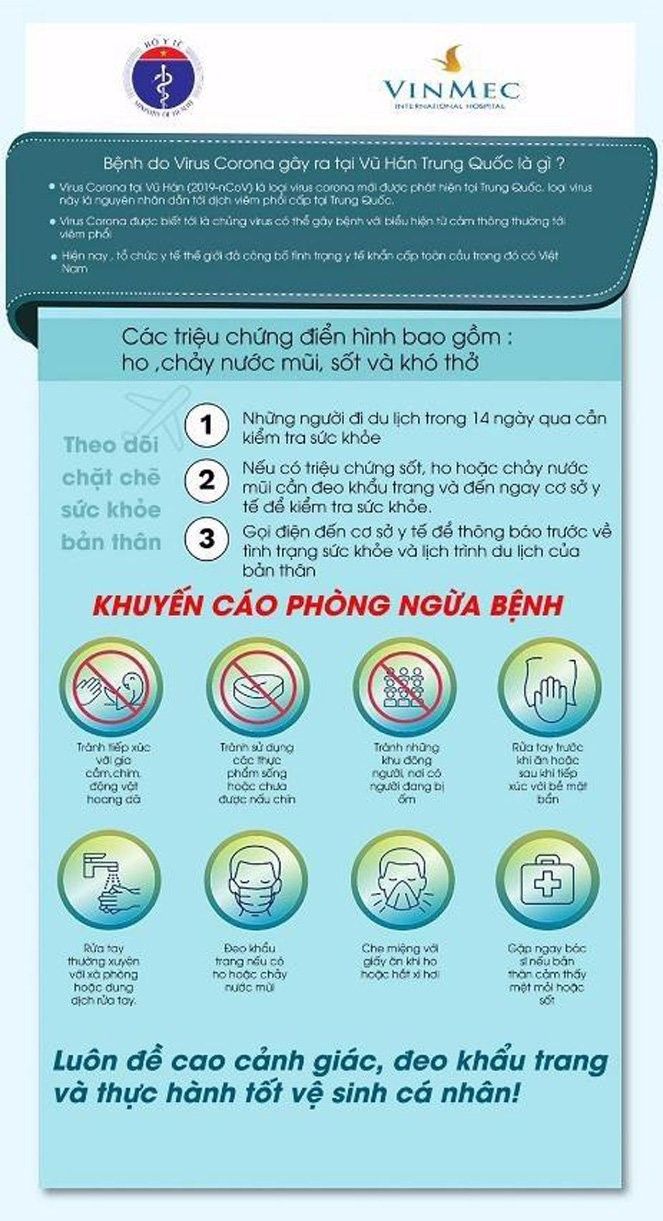 BỘ Y TẾ
MINISTRY OF HEALTH
VINMEC
INTERNATIONAL HOSPITAL
Bệnh do Virus Corona gây ra tại Vũ Hán Trung Quốc là gì ?
• Virus Corona tại Vũ Hán (2019-nCoV) là loại virus corona mới được phát hiện tại Trung Quốc. loại virus
này là nguyên nhân dẫn tới dịch viêm phổi cấp tại Trung Quốc.
• Virus Corona được biết tới là chủng virus có thể gây bệnh với biểu hiện từ cảm thông thường tới
viêm phổi
• Hiện nay , tổ chức y tế thế giới đã công bố tình trạng y tế khẩn cấp toàn cầu trong đó có Việt
Nam
Các triệu chứng điển hình bao gồm :
ho ,chảy nước mũi, sốt và khó thở
Theo dõi
chặt chẽ
sức khỏe
bản thân
1
Những người đi du lịch trong 14 ngày qua cần
kiểm tra sức khỏe
2
Nếu có triệu chứng sốt, ho hoặc chảy nước
mũi cần đeo khẩu trang và đến ngay cơ sở y
tế để kiểm tra sức khỏe.
3
Gọi điện đến cơ sở y tế để thông báo trước về
tình trạng sức khỏe và lịch trình du lịch của
bản thân
KHUYẾN CÁO PHÒNG NGỪA BỆNH
Tránh tiếp xúc
với gia
cầm,chim,
động vật
hoang dã
Tránh sử dụng
các thực
phẩm sống
hoặc chưa
được nấu chín
Tránh những
khu đông
người, nơi có
người đang bị
ốm
Rửa tay trước
khi ăn hoặc
sau khi tiếp
xúc với bề mặt
bẩn
Rửa tay
thường xuyên
với xà phòng
hoặc dung
dịch rửa tay.
Đeo khẩu
trang nếu có
ho hoặc chảy
nước mũi
Che miệng với
giấy ăn khi ho
hoặc hắt xì hơi
Gặp ngay bác
sĩ nếu bản
thân cảm thấy
mệt mỏi hoặc
sốt
Luôn đề cao cảnh giác, đeo khẩu trang
và thực hành tốt vệ sinh cá nhân!